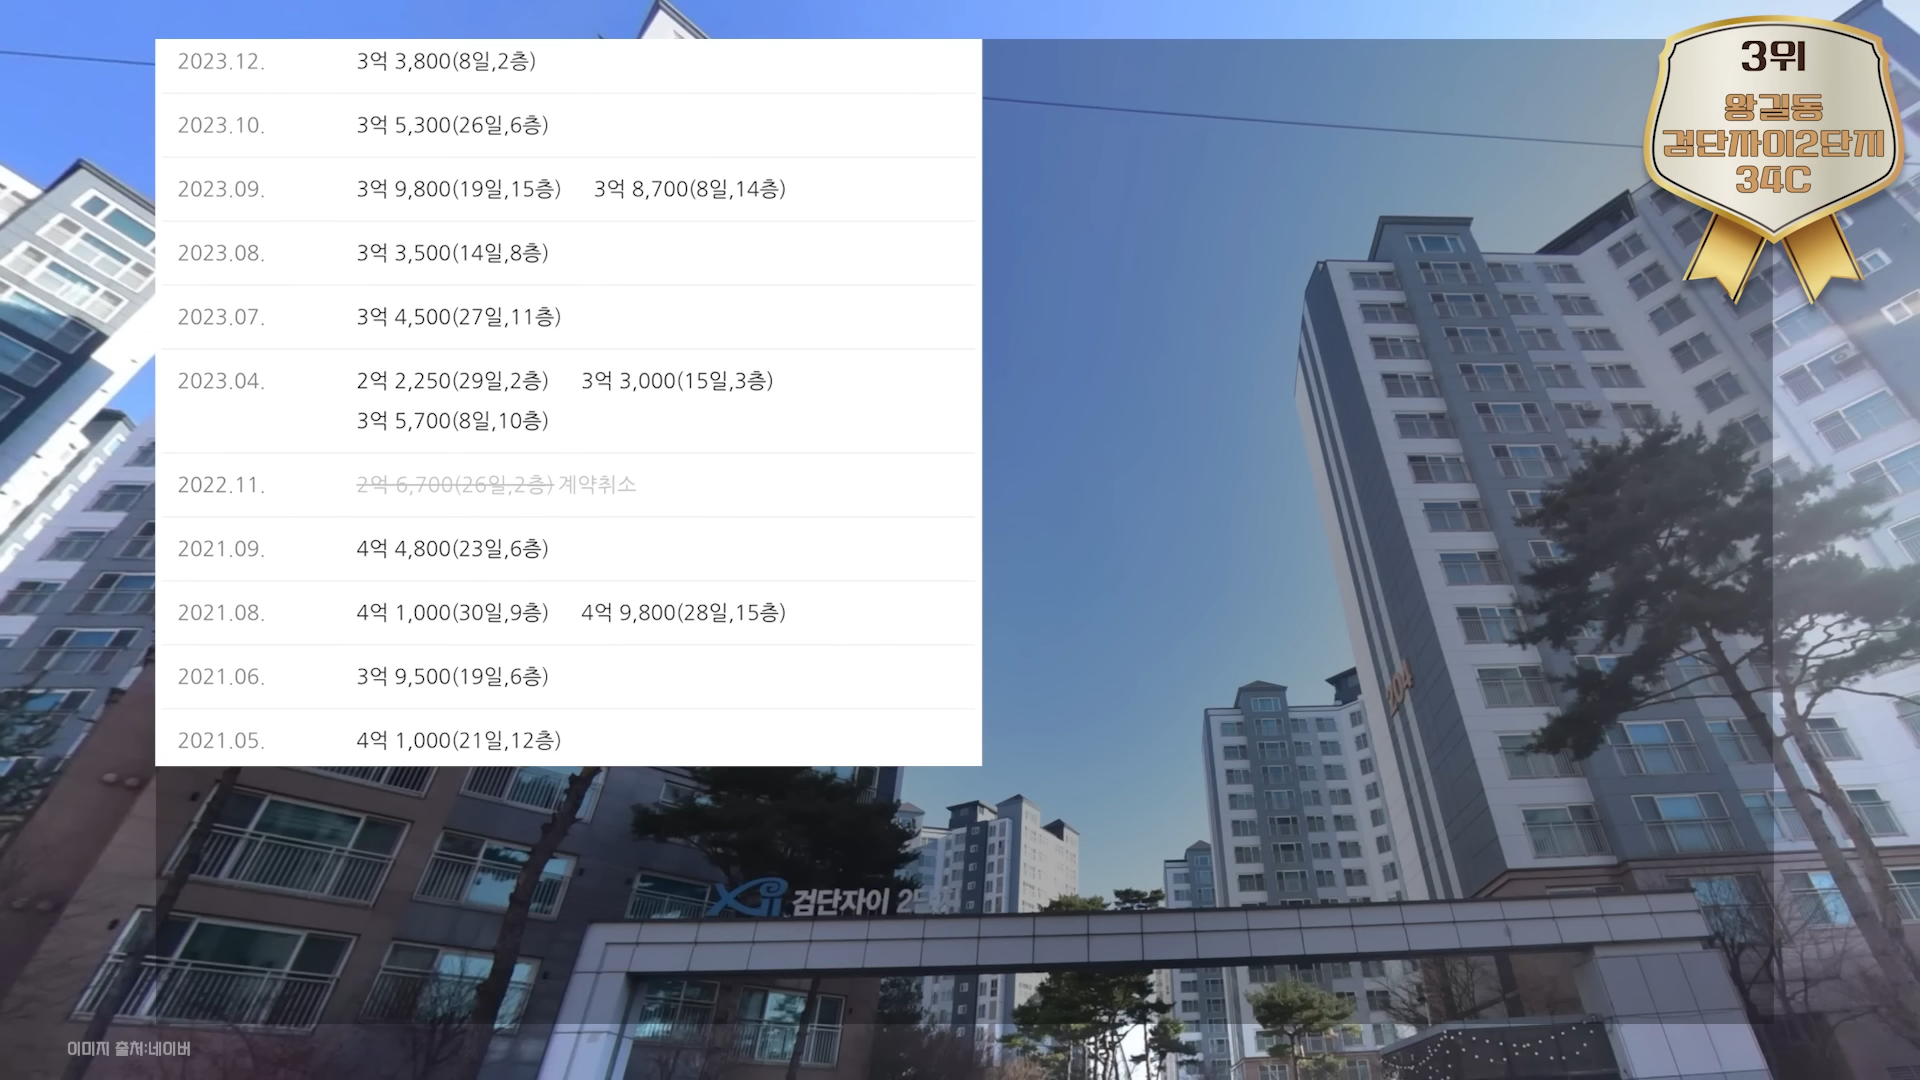 2023.12. 3억 3,800(8일,2층)
2023.10. 3억 5,300(26일,6층)
2023.09. 3억 9,800(19일,15층) 3억 8,700(8일,14층)
2023.08. 3억 3,500(14일,8층)
2023.07. 3억 4,500(27일,11층)
2023.04. 2억 2,250(29일,2층) 3억 3,000(15일,3층)
3억 5,700(8일,10층)
2022.11. 2억 6,700(26일,2층) 계약취소
2021.09. 4억 4,800(23일,6층)
2021.08. 4억 1,000(30일,9층) 4억 9,800(28일,15층)
2021.06. 3억 9,500(19일,6층)
2021.05. 4억 1,000(21일,12층)
3위
왕길동
검단자이2단지
34C
204
Xi 검단자이 2단지
이미지 출처:네이버